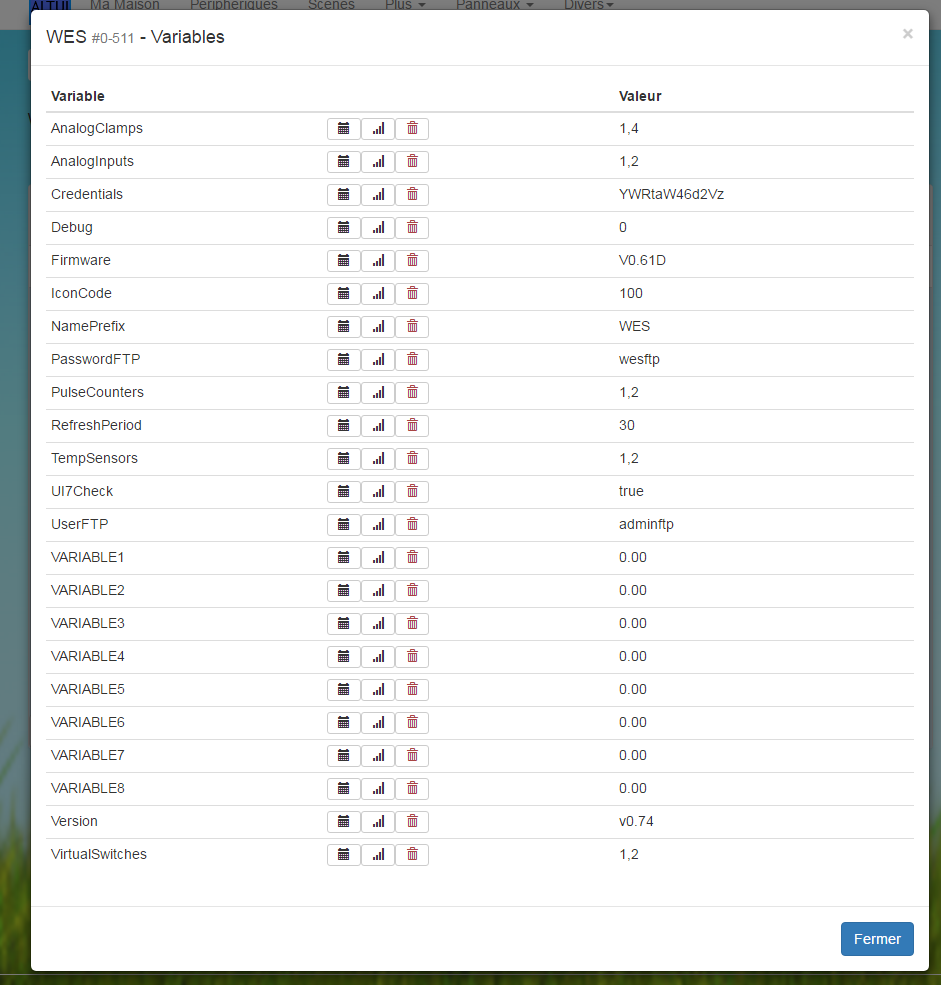 ALTUI Ma Maison Périphériques Scènes Plus Panneaux Divers
WES #0-511 - Variables ×
Variable Valeur
AnalogClamps 1,4
AnalogInputs 1,2
Credentials YWRtaW46d2Vz
Debug 0
Firmware V0.61D
IconCode 100
NamePrefix WES
PasswordFTP wesftp
PulseCounters 1,2
RefreshPeriod 30
TempSensors 1,2
UI7Check true
UserFTP adminftp
VARIABLE1 0.00
VARIABLE2 0.00
VARIABLE3 0.00
VARIABLE4 0.00
VARIABLE5 0.00
VARIABLE6 0.00
VARIABLE7 0.00
VARIABLE8 0.00
Version v0.74
VirtualSwitches 1,2
Fermer